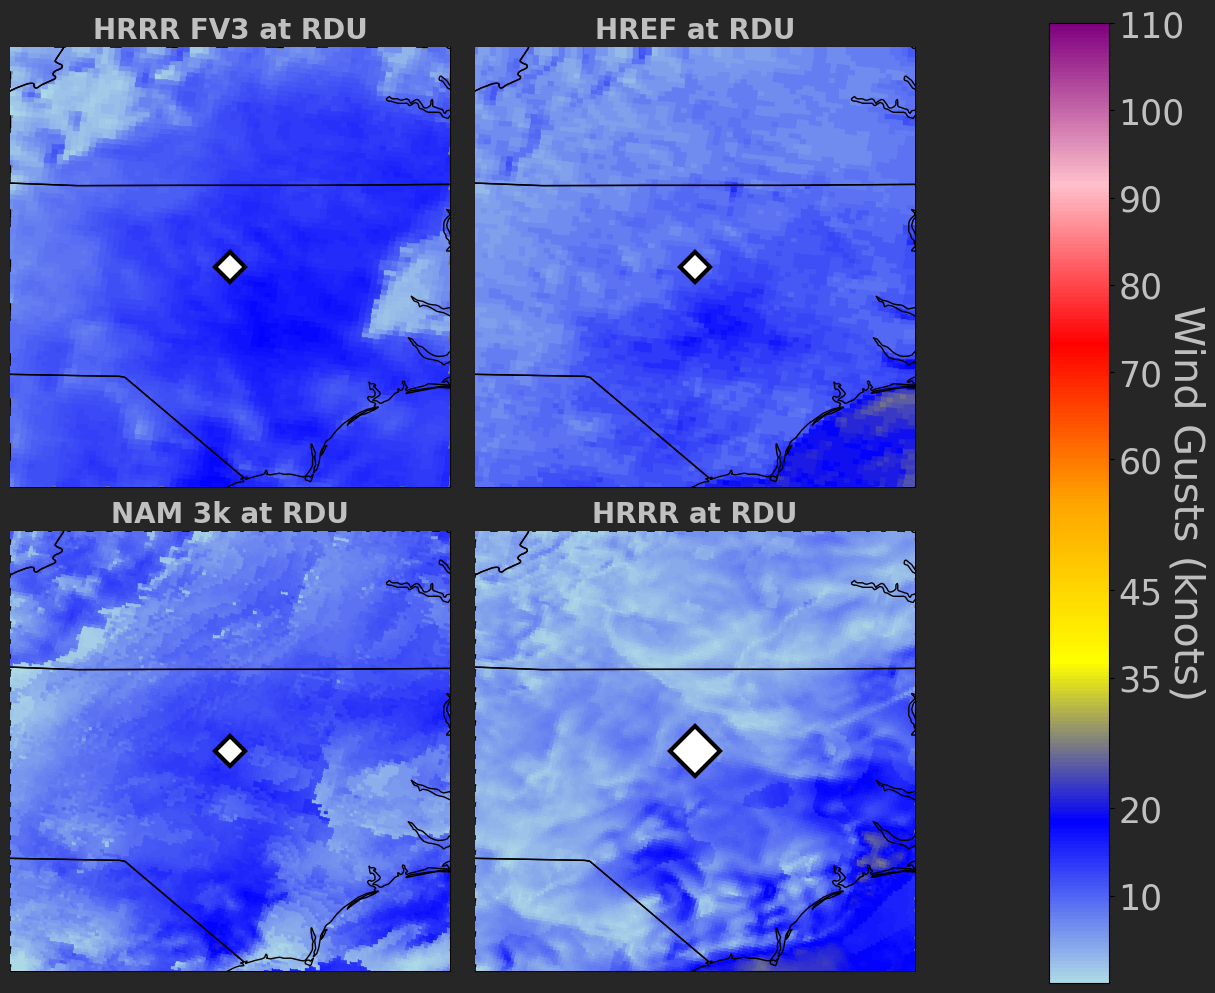 HRRR FV3 at RDU
HREF at RDU
NAM 3k at RDU
HRRR at RDU
110
100
90
80
70
60
45
35
20
10
Wind Gusts (knots)